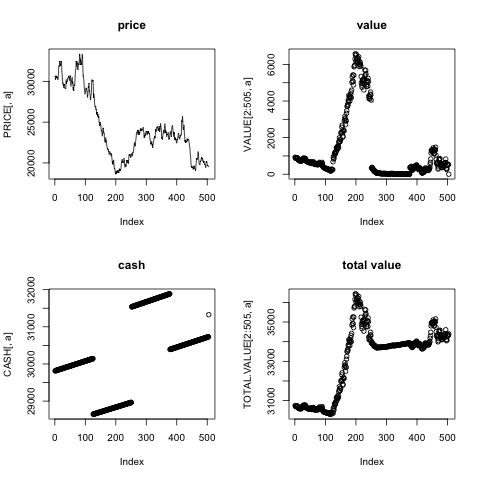 price
PRICE[, a]
30000
25000
20000
0 100 200 300 400 500
Index
value
VALUE[2:505, a]
6000
4000
2000
0
0 100 200 300 400 500
Index
cash
CASH[, a]
32000
31000
30000
29000
0 100 200 300 400 500
Index
total value
TOTAL.VALUE[2:505, a]
35000
33000
31000
0 100 200 300 400 500
Index